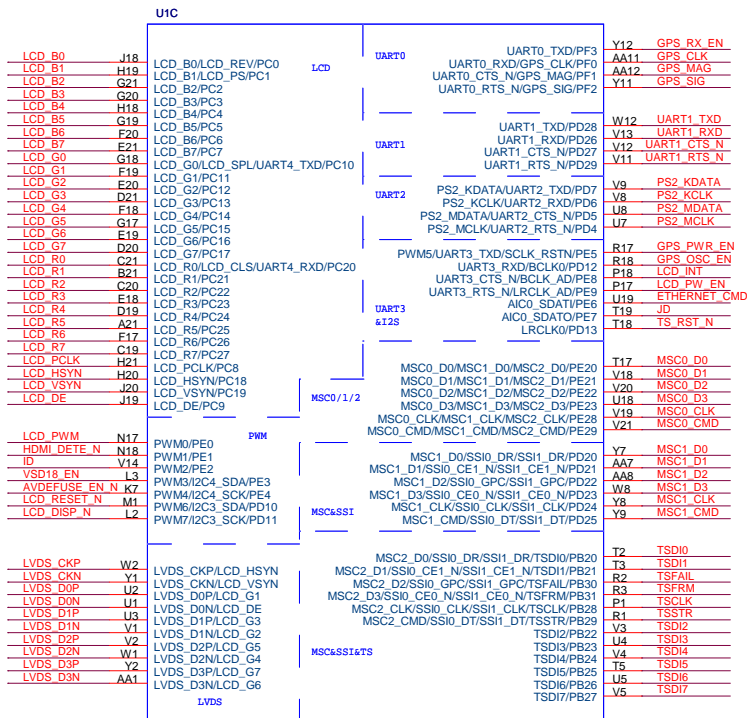 U1C
LCD
LCD_B0 J18 LCD_B0/LCD_REV/PC0
LCD_B1 H19 LCD_B1/LCD_PS/PC1
LCD_B2 G21 LCD_B2/PC2
LCD_B3 G20 LCD_B3/PC3
LCD_B4 H18 LCD_B4/PC4
LCD_B5 G19 LCD_B5/PC5
LCD_B6 F20 LCD_B6/PC6
LCD_B7 E21 LCD_B7/PC7
LCD_G0 G18 LCD_G0/LCD_SPL/UART4_TXD/PC10
LCD_G1 F19 LCD_G1/PC11
LCD_G2 E20 LCD_G2/PC12
LCD_G3 D21 LCD_G3/PC13
LCD_G4 F18 LCD_G4/PC14
LCD_G5 G17 LCD_G5/PC15
LCD_G6 E19 LCD_G6/PC16
LCD_G7 D20 LCD_G7/PC17
LCD_R0 C21 LCD_R0/LCD_CLS/UART4_RXD/PC20
LCD_R1 B21 LCD_R1/PC21
LCD_R2 C20 LCD_R2/PC22
LCD_R3 E18 LCD_R3/PC23
LCD_R4 D19 LCD_R4/PC24
LCD_R5 A21 LCD_R5/PC25
LCD_R6 F17 LCD_R6/PC26
LCD_R7 C19 LCD_R7/PC27
LCD_PCLK H21 LCD_PCLK/PC8
LCD_HSYN H20 LCD_HSYN/PC18
LCD_VSYN J20 LCD_VSYN/PC19
LCD_DE J19 LCD_DE/PC9
PWM
LCD_PWM N17 PWM0/PE0
HDMI_DETE_N N18 PWM1/PE1
ID V14 PWM2/PE2
VSD18_EN L3 PWM3/I2C4_SDA/PE3
AVDEFUSE_EN_N K7 PWM4/I2C4_SCK/PE4
LCD_RESET_N M1 PWM6/I2C3_SDA/PD10
LCD_DISP_N L2 PWM7/I2C3_SCK/PD11
LVDS_CKP W2 LVDS_CKP/LCD_HSYN
LVDS_CKN Y1 LVDS_CKN/LCD_VSYN
LVDS_D0P U2 LVDS_D0P/LCD_G1
LVDS_D0N U1 LVDS_D0N/LCD_DE
LVDS_D1P U3 LVDS_D1P/LCD_G3
LVDS_D1N V1 LVDS_D1N/LCD_G2
LVDS_D2P V2 LVDS_D2P/LCD_G5
LVDS_D2N W1 LVDS_D2N/LCD_G4
LVDS_D3P Y2 LVDS_D3P/LCD_G7
LVDS_D3N AA1 LVDS_D3N/LCD_G6
LVDS
UART0
UART0_TXD/PF3 Y12 GPS_RX_EN
UART0_RXD/GPS_CLK/PF0 AA11 GPS_CLK
UART0_CTS_N/GPS_MAG/PF1 AA12 GPS_MAG
UART0_RTS_N/GPS_SIG/PF2 Y11 GPS_SIG
UART1
UART1_TXD/PD28 W12 UART1_TXD
UART1_RXD/PD26 V13 UART1_RXD
UART1_CTS_N/PD27 V12 UART1_CTS_N
UART1_RTS_N/PD29 V11 UART1_RTS_N
UART2
PS2_KDATA/UART2_TXD/PD7 V9 PS2_KDATA
PS2_KCLK/UART2_RXD/PD6 V8 PS2_KCLK
PS2_MDATA/UART2_CTS_N/PD5 U8 PS2_MDATA
PS2_MCLK/UART2_RTS_N/PD4 U7 PS2_MCLK
UART3
&I2S
PWM5/UART3_TXD/SCLK_RSTN/PE5 R17 GPS_PWR_EN
UART3_RXD/BCLK0/PD12 R18 GPS_OSC_EN
UART3_CTS_N/BCLK_AD/PE8 P18 LCD_INT
UART3_RTS_N/LRCLK_AD/PE9 P17 LCD_PW_EN
AIC0_SDATI/PE6 U19 ETHERNET_CMD
AIC0_SDATO/PE7 T19 JD
LRCLK0/PD13 T18 TS_RST_N
MSC0/1/2
MSC0_D0/MSC1_D0/MSC2_D0/PE20 T17 MSC0_D0
MSC0_D1/MSC1_D1/MSC2_D1/PE21 V18 MSC0_D1
MSC0_D2/MSC1_D2/MSC2_D2/PE22 V20 MSC0_D2
MSC0_D3/MSC1_D3/MSC2_D3/PE23 U18 MSC0_D3
MSC0_CLK/MSC1_CLK/MSC2_CLK/PE28 V19 MSC0_CLK
MSC0_CMD/MSC1_CMD/MSC2_CMD/PE29 V21 MSC0_CMD
MSC&SSI
MSC1_D0/SSI0_DR/SSI1_DR/PD20 Y7 MSC1_D0
MSC1_D1/SSI0_CE1_N/SSI1_CE1_N/PD21 AA7 MSC1_D1
MSC1_D2/SSI0_GPC/SSI1_GPC/PD22 AA8 MSC1_D2
MSC1_D3/SSI0_CE0_N/SSI1_CE0_N/PD23 W8 MSC1_D3
MSC1_CLK/SSI0_CLK/SSI1_CLK/PD24 Y8 MSC1_CLK
MSC1_CMD/SSI0_DT/SSI1_DT/PD25 Y9 MSC1_CMD
MSC&SSI&TS
MSC2_D0/SSI0_DR/SSI1_DR/TSDI0/PB20 T2 TSDI0
MSC2_D1/SSI0_CE1_N/SSI1_CE1_N/TSDI1/PB21 T3 TSDI1
MSC2_D2/SSI0_GPC/SSI1_GPC/TSFAIL/PB30 R2 TSFAIL
MSC2_D3/SSI0_CE0_N/SSI1_CE0_N/TSFRM/PB31 R3 TSFRM
MSC2_CLK/SSI0_CLK/SSI1_CLK/TSCLK/PB28 P1 TSCLK
MSC2_CMD/SSI0_DT/SSI1_DT/TSSTR/PB29 R1 TSSTR
TSDI2/PB22 V3 TSDI2
TSDI3/PB23 U4 TSDI3
TSDI4/PB24 V4 TSDI4
TSDI5/PB25 T5 TSDI5
TSDI6/PB26 U5 TSDI6
TSDI7/PB27 V5 TSDI7